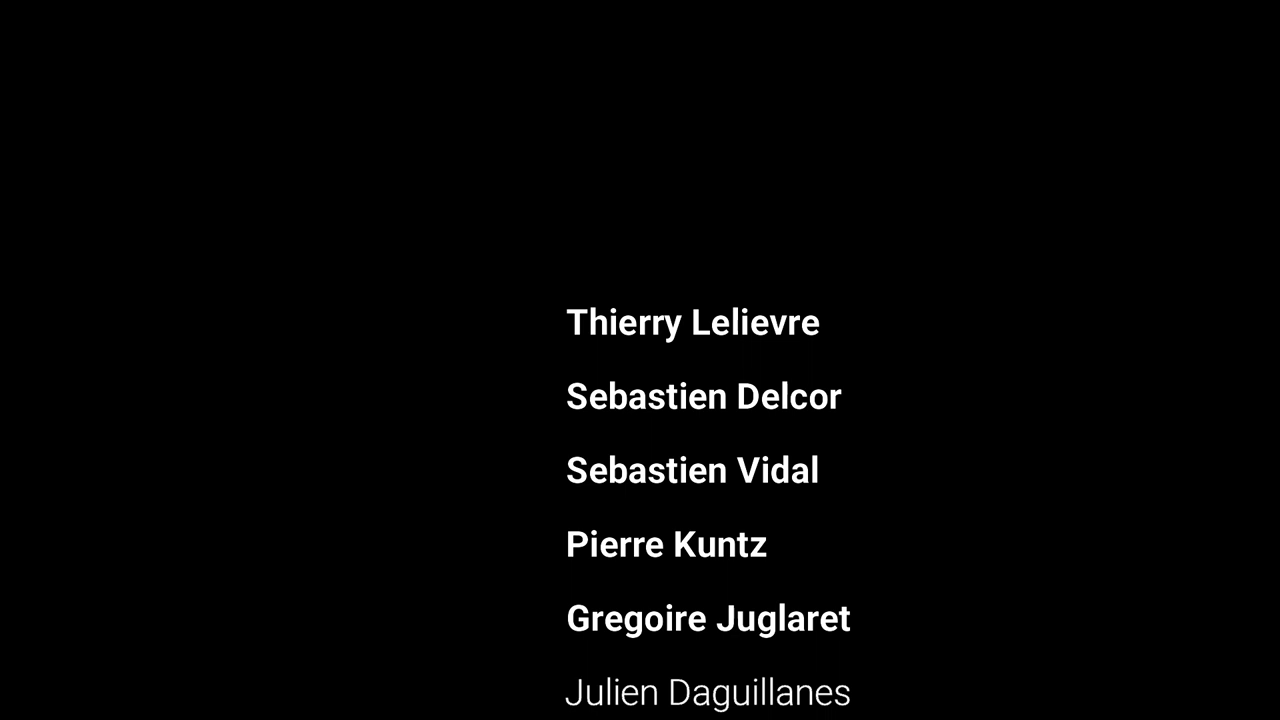 Thierry Lelievre
Sebastien Delcor
Sebastien Vidal
Pierre Kuntz
Gregoire Juglaret
Julien Daguillanes